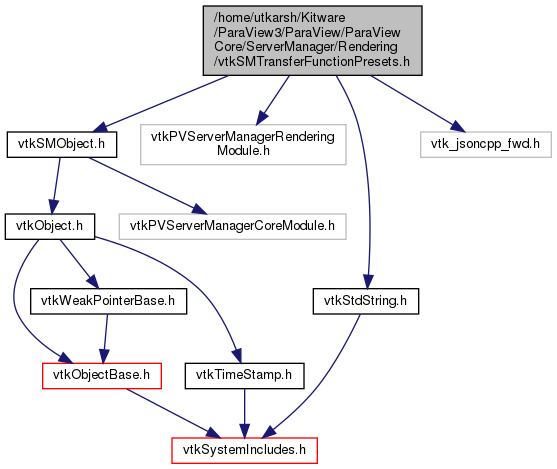 /home/utkarsh/Kitware
/ParaView3/ParaView/ParaView
Core/ServerManager/Rendering
/vtkSMTransferFunctionPresets.h
vtkSMObject.h
vtkPVServerManagerRendering
Module.h
vtk_jsoncpp_fwd.h
vtkObject.h
vtkPVServerManagerCoreModule.h
vtkWeakPointerBase.h
vtkStdString.h
vtkObjectBase.h
vtkTimeStamp.h
vtkSystemIncludes.h